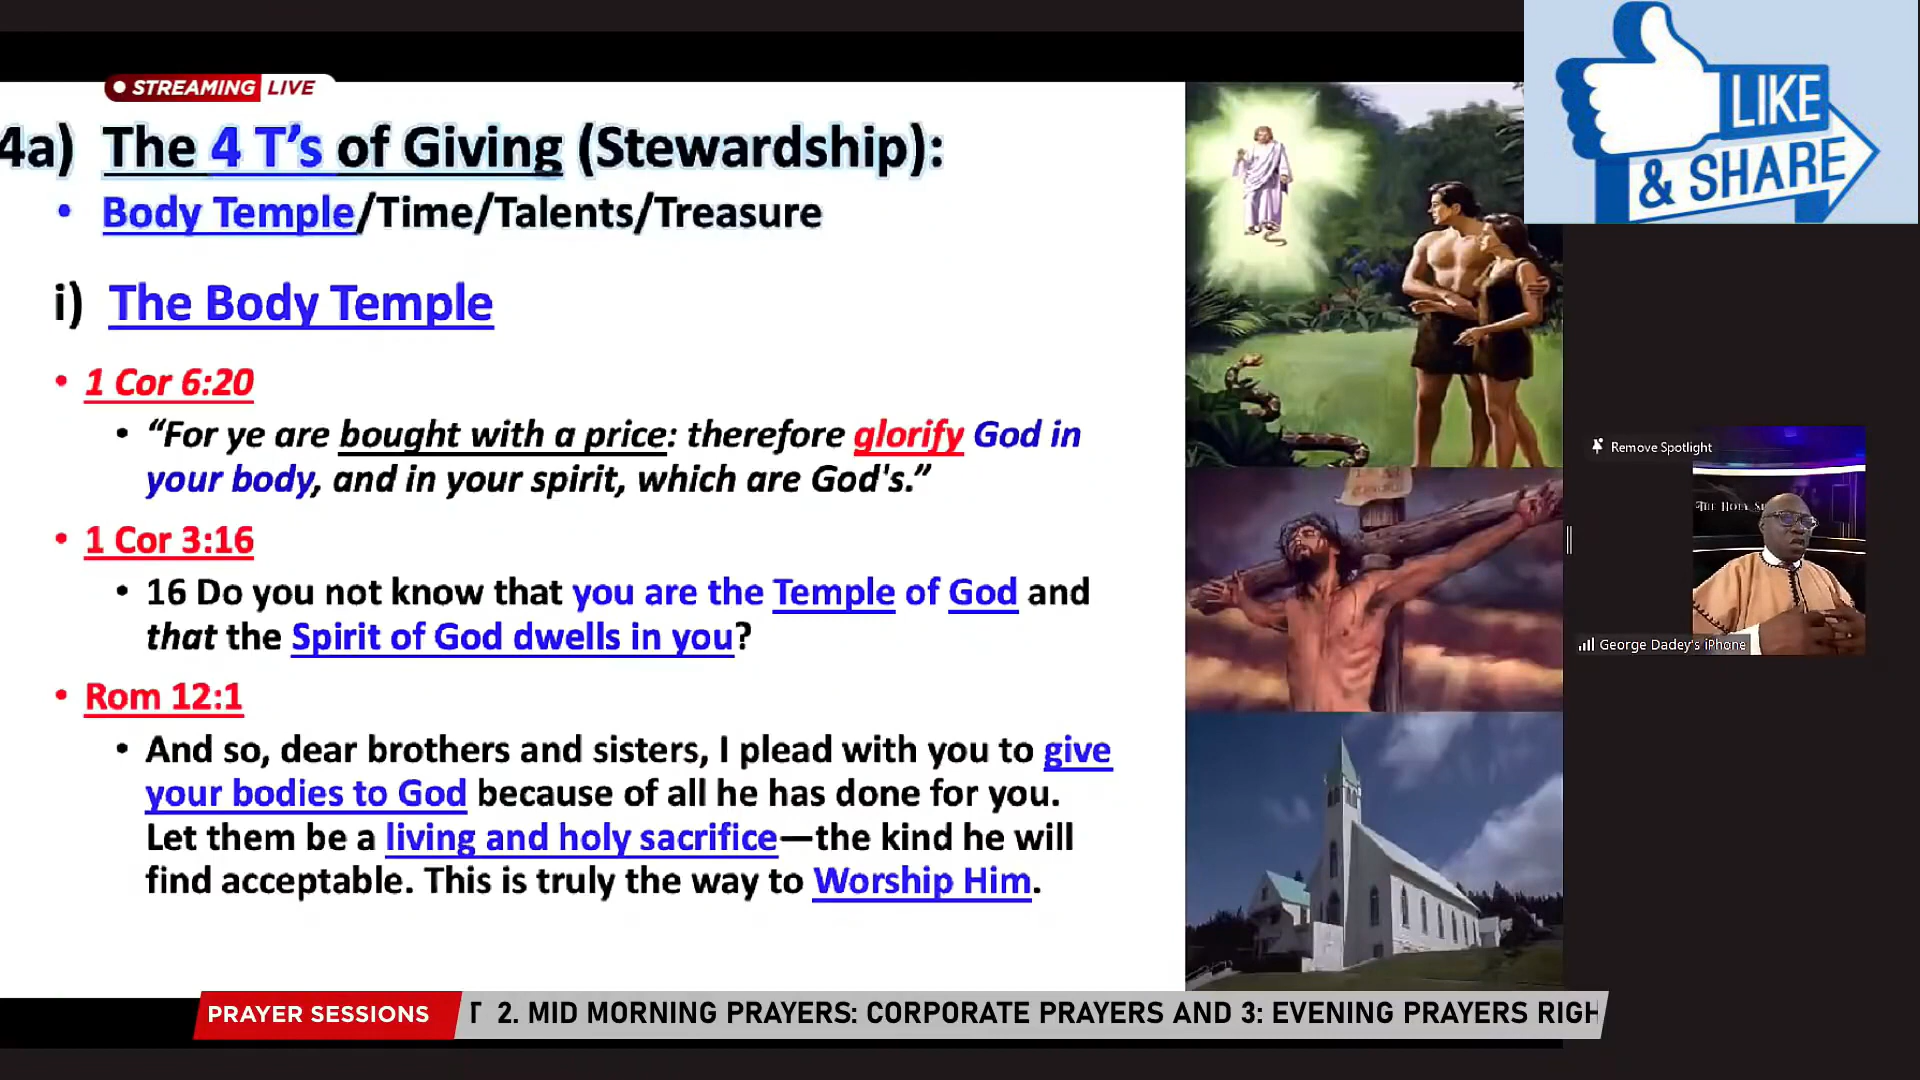 STREAMING LIVE
4a) The 4 T’s of Giving (Stewardship):
• Body Temple/Time/Talents/Treasure
i) The Body Temple
• 1 Cor 6:20
• “For ye are bought with a price: therefore glorify God in
your body, and in your spirit, which are God's.”
• 1 Cor 3:16
• 16 Do you not know that you are the Temple of God and
that the Spirit of God dwells in you?
• Rom 12:1
• And so, dear brothers and sisters, I plead with you to give
your bodies to God because of all he has done for you.
Let them be a living and holy sacrifice—the kind he will
find acceptable. This is truly the way to Worship Him.
LIKE
& SHARE
Remove Spotlight
THE HOLY
George Dadey's iPhone
PRAYER SESSIONS
2. MID MORNING PRAYERS: CORPORATE PRAYERS AND 3: EVENING PRAYERS